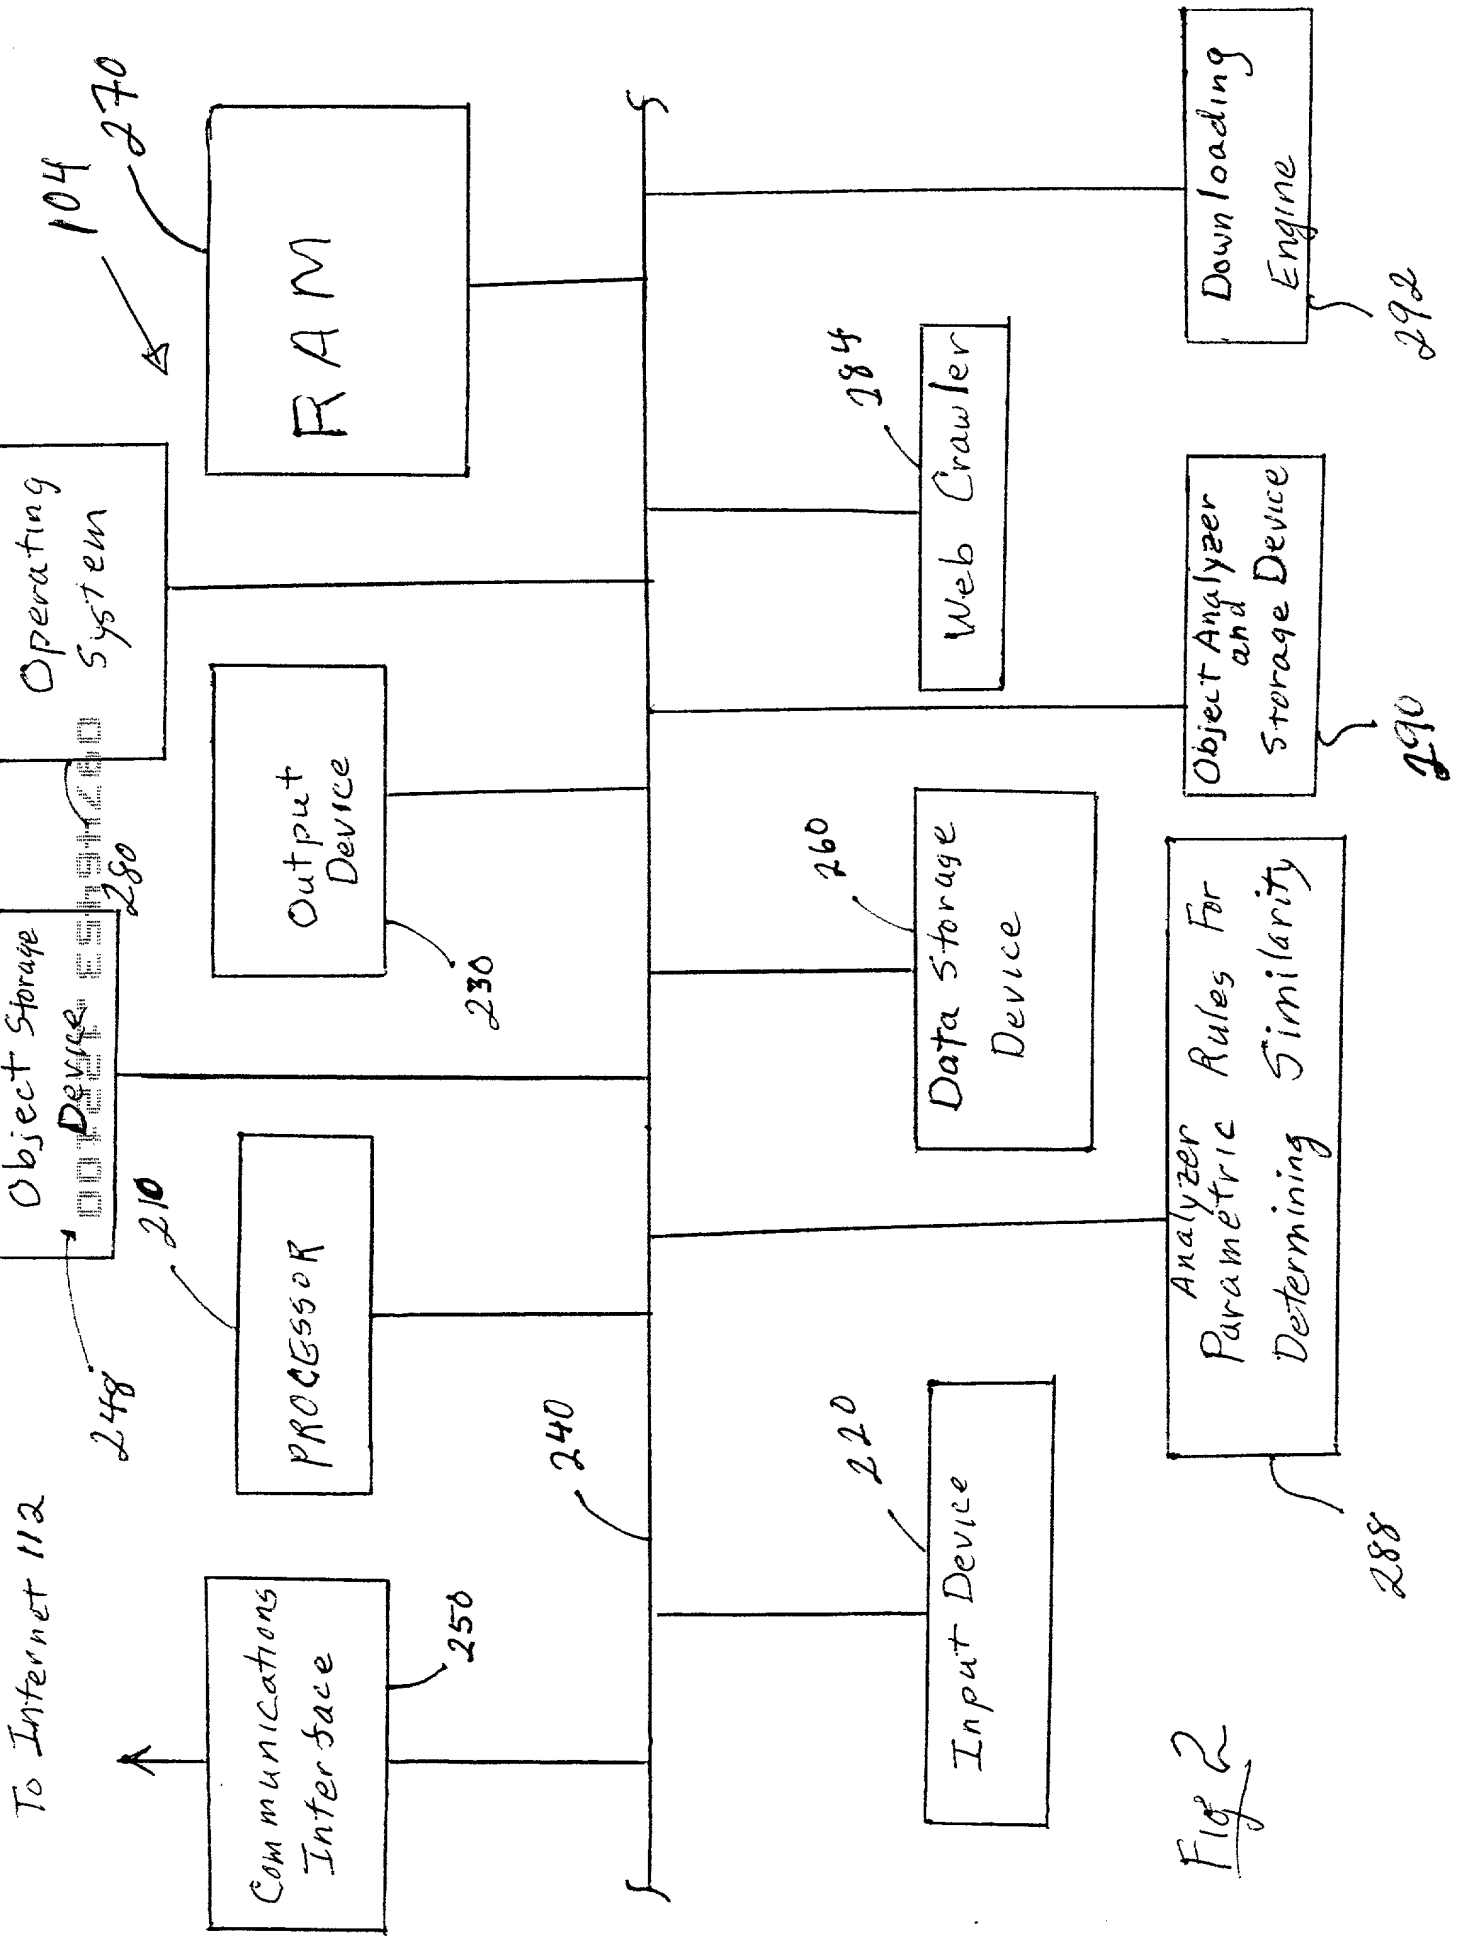 To Internet 112
248
Object Storage
Device
280
Operating
System
104
270
RAM
210
PROCESSOR
Output
Device
230
Communications
Interface
250
240
220
Input Device
260
Data Storage
Device
284
Web Crawler
Analyzer
Parametric Rules For
Determining Similarity
288
Object Analyzer
and
Storage Device
290
Downloading
Engine
292
Fig 2